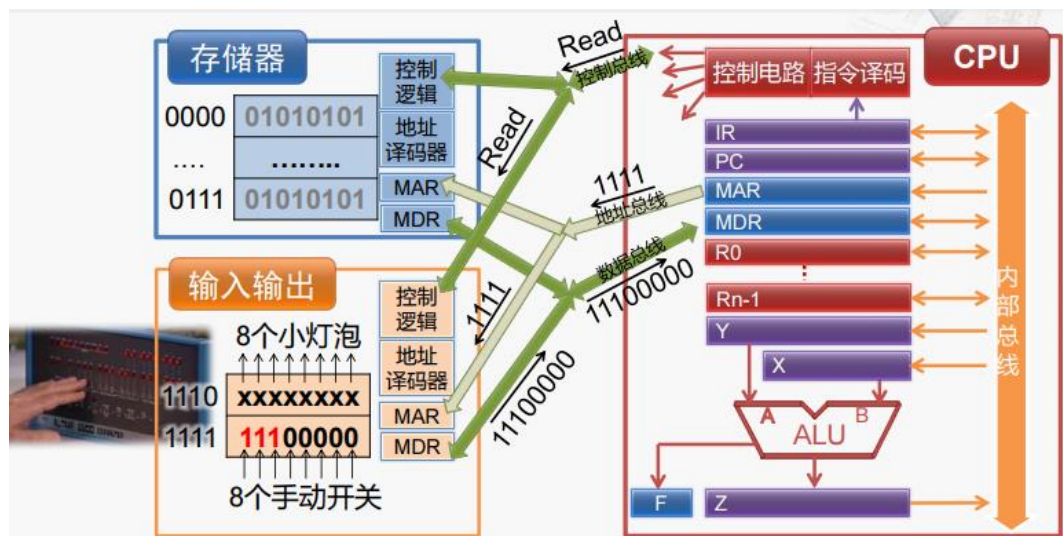 存储器
控制
逻辑
0000
01010101
地址
译码器
....
........
0111
01010101
MAR
MDR
输入输出
控制
逻辑
8个小灯泡
地址
译码器
1110
xxxxxxxx
MAR
1111
11100000
MDR
8个手动开关
Read
控制总线
Read
1111
地址总线
数据总线
11100000
1111
11100000
CPU
控制电路
指令译码
IR
PC
MAR
MDR
R0
Rn-1
Y
X
A
B
ALU
F
Z
内部总线